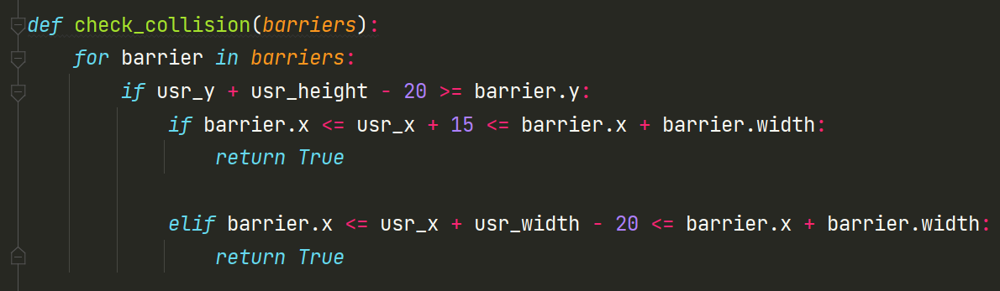 def check_collision(barriers):
    for barrier in barriers:
        if usr_y + usr_height - 20 >= barrier.y:
            if barrier.x <= usr_x + 15 <= barrier.x + barrier.width:
                return True

            elif barrier.x <= usr_x + usr_width - 20 <= barrier.x + barrier.width:
                return True